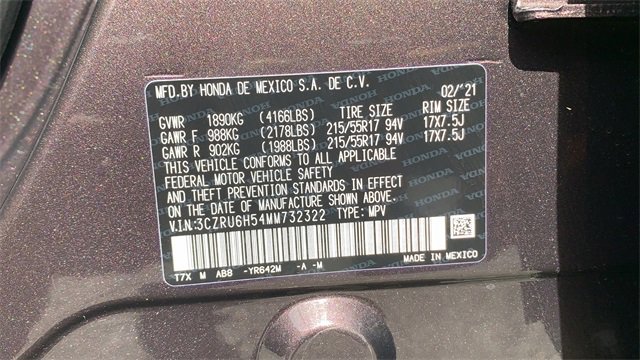 MFD.BY HONDA DE MEXICO S.A. DE C.V. 02/'21
GVWR 1890KG (4166LBS) TIRE SIZE RIM SIZE
GAWR F 988KG (2178LBS) 215/55R17 94V 17X7.5J
GAWR R 902KG (1988LBS) 215/55R17 94V 17X7.5J
THIS VEHICLE CONFORMS TO ALL APPLICABLE
FEDERAL MOTOR VEHICLE SAFETY
AND THEFT PREVENTION STANDARDS IN EFFECT
ON THE DATE OF MANUFACTURE SHOWN ABOVE.
V.I.N:3CZRU6H54MM732322 TYPE: MPV
T7X M AB8 -YR642M -A -M MADE IN MEXICO